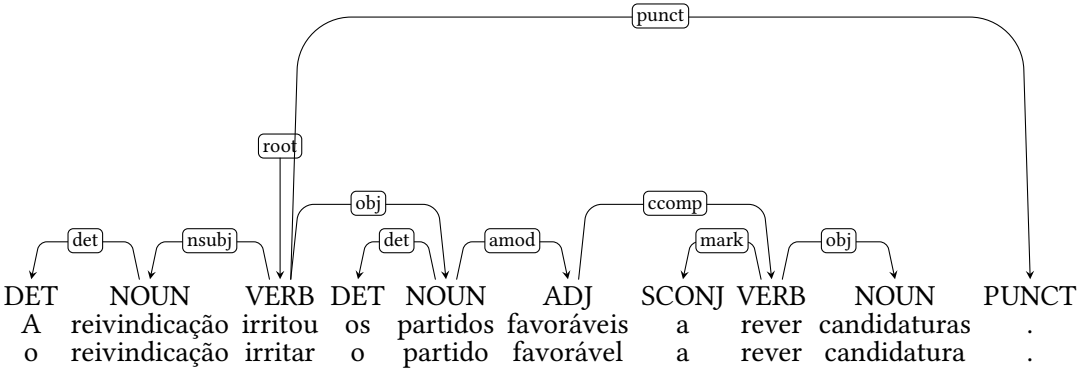 punct
root
obj ccomp
det nsubj det amod mark obj
DET NOUN VERB DET NOUN ADJ SCONJ VERB NOUN PUNCT
A reivindicação irritou os partidos favoráveis a rever candidaturas .
o reivindicação irritar o partido favorável a rever candidatura .